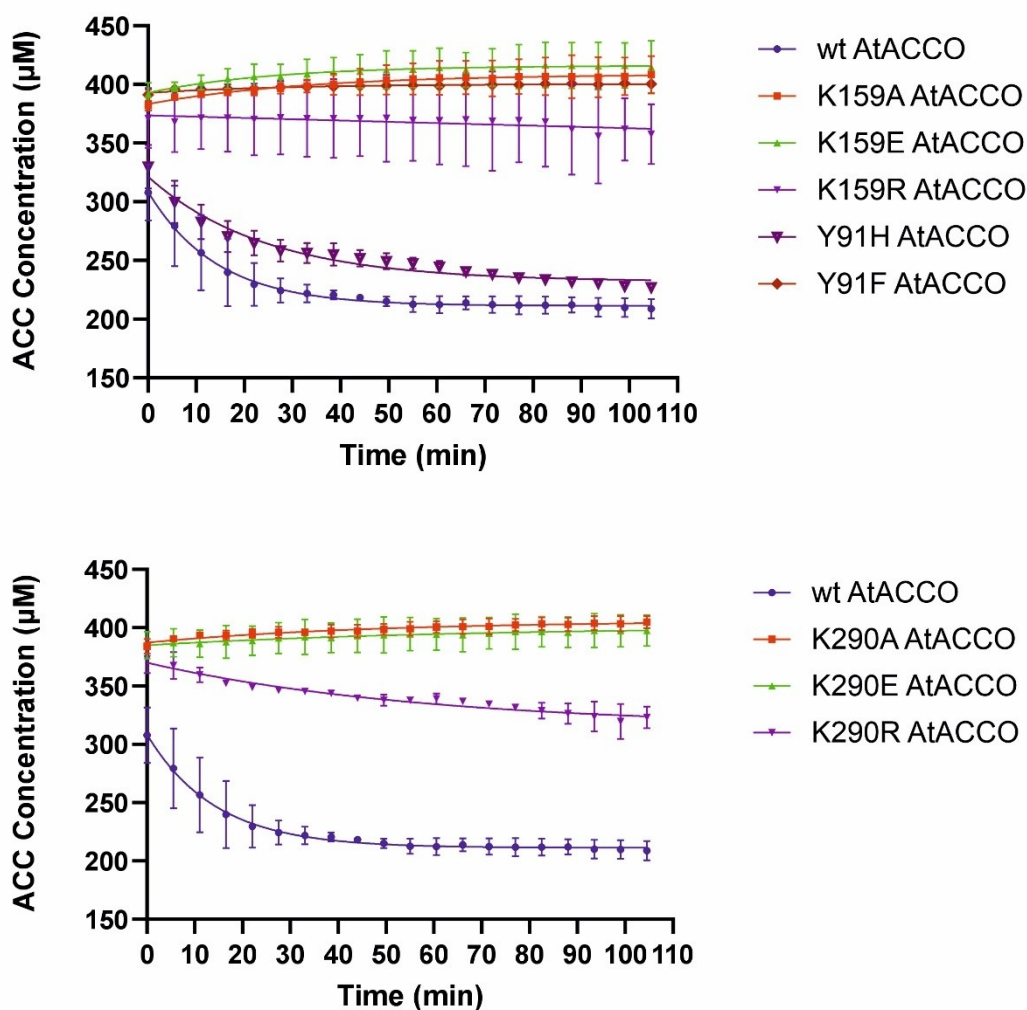 ACC Concentration (µM)
450
400
350
300
250
200
150
0 10 20 30 40 50 60 70 80 90 100 110
Time (min)
wt AtACCO
K159A AtACCO
K159E AtACCO
K159R AtACCO
Y91H AtACCO
Y91F AtACCO
ACC Concentration (µM)
450
400
350
300
250
200
150
0 10 20 30 40 50 60 70 80 90 100 110
Time (min)
wt AtACCO
K290A AtACCO
K290E AtACCO
K290R AtACCO